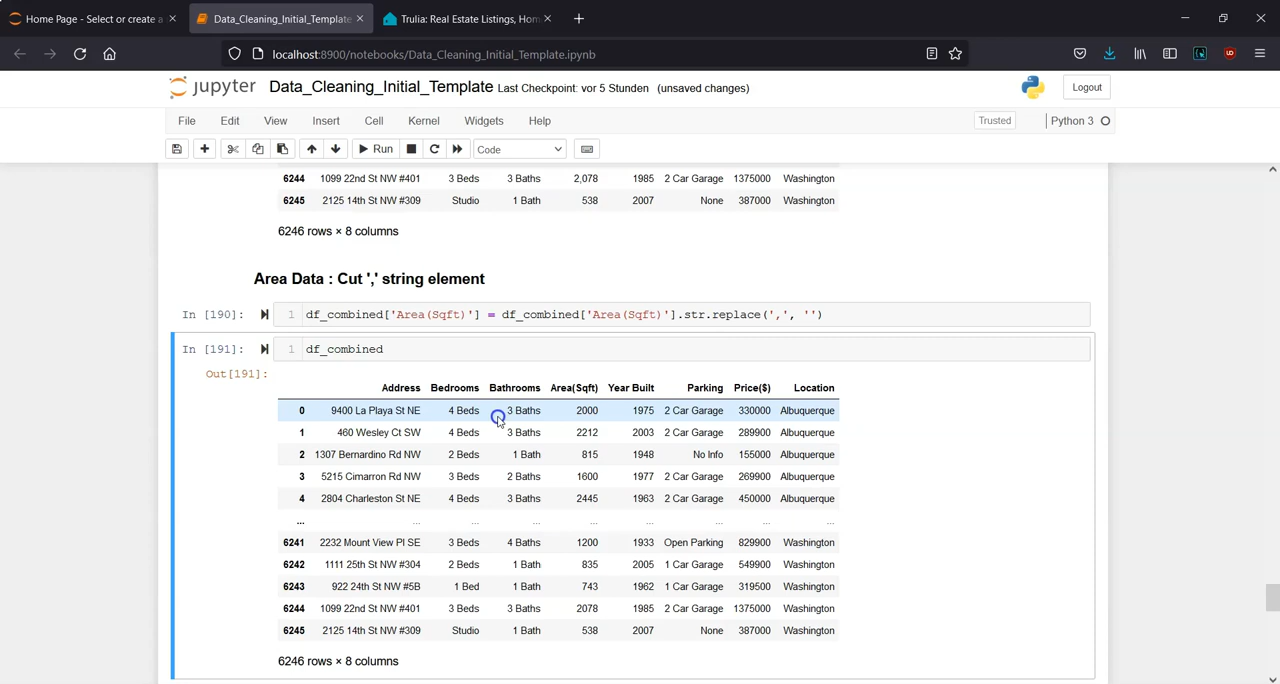 Home Page - Select or create a
Data_Cleaning_Initial_Template
Trulia: Real Estate Listings, Hom
localhost:8900/notebooks/Data_Cleaning_Initial_Template.ipynb
jupyter Data_Cleaning_Initial_Template Last Checkpoint: vor 5 Stunden (unsaved changes)
Logout
File Edit View Insert Cell Kernel Widgets Help
Trusted Python 3
Run Code
6244 1099 22nd St NW #401 3 Beds 3 Baths 2,078 1985 2 Car Garage 1375000 Washington
6245 2125 14th St NW #309 Studio 1 Bath 538 2007 None 387000 Washington
6246 rows × 8 columns
Area Data : Cut ',' string element
In [190]: 1 df_combined['Area(Sqft)'] = df_combined['Area(Sqft)'].str.replace(',', '')
In [191]: 1 df_combined
Out[191]:
Address Bedrooms Bathrooms Area(Sqft) Year Built Parking Price($) Location
0 9400 La Playa St NE 4 Beds 3 Baths 2000 1975 2 Car Garage 330000 Albuquerque
1 460 Wesley Ct SW 4 Beds 3 Baths 2212 2003 2 Car Garage 289900 Albuquerque
2 1307 Bernardino Rd NW 2 Beds 1 Bath 815 1948 No Info 155000 Albuquerque
3 5215 Cimarron Rd NW 3 Beds 2 Baths 1600 1977 2 Car Garage 269900 Albuquerque
4 2804 Charleston St NE 4 Beds 3 Baths 2445 1963 2 Car Garage 450000 Albuquerque
... ... ... ... ... ... ... ... ...
6241 2232 Mount View Pl SE 3 Beds 4 Baths 1200 1933 Open Parking 829900 Washington
6242 1111 25th St NW #304 2 Beds 1 Bath 835 2005 1 Car Garage 549900 Washington
6243 922 24th St NW #5B 1 Bed 1 Bath 743 1962 1 Car Garage 319500 Washington
6244 1099 22nd St NW #401 3 Beds 3 Baths 2078 1985 2 Car Garage 1375000 Washington
6245 2125 14th St NW #309 Studio 1 Bath 538 2007 None 387000 Washington
6246 rows × 8 columns